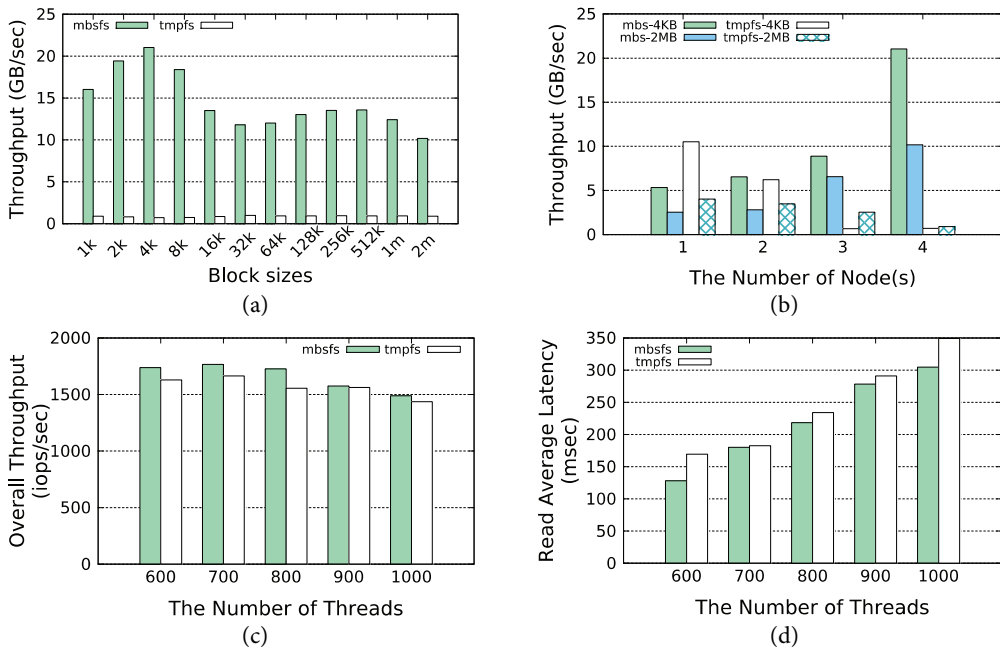 mbsfs tmpfs
Throughput (GB/sec)
25
20
15
10
5
0
1k 2k 4k 8k 16k 32k 64k 128k 256k 512k 1m 2m
Block sizes
(a)
mbs-4KB tmpfs-4KB
mbs-2MB tmpfs-2MB
Throughput (GB/sec)
25
20
15
10
5
0
1 2 3 4
The Number of Node(s)
(b)
mbsfs tmpfs
Overall Throughput
(iops/sec)
2000
1500
1000
500
0
600 700 800 900 1000
The Number of Threads
(c)
mbsfs
tmpfs
Read Average Latency
(msec)
350
300
250
200
150
100
50
0
600 700 800 900 1000
The Number of Threads
(d)